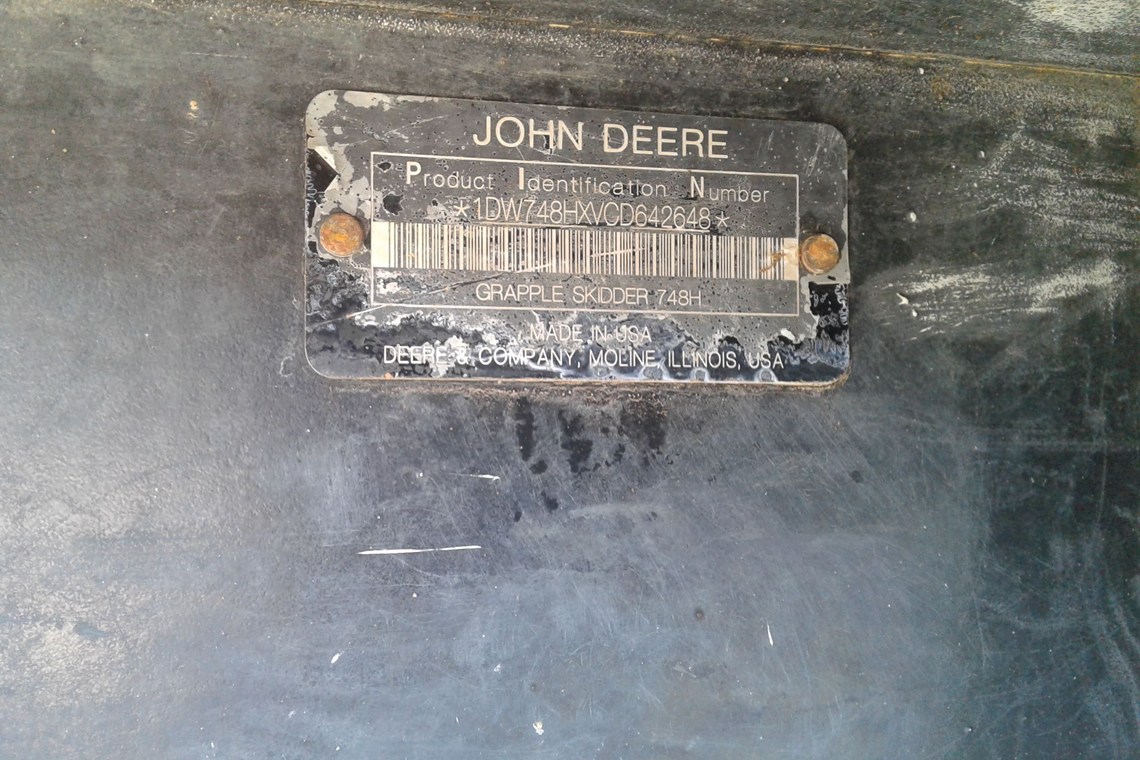 JOHN DEERE
Product Identification Number
*1DW748HXVCD642648*
GRAPPLE SKIDDER 748H
MADE IN USA
DEERE & COMPANY, MOLINE, ILLINOIS, USA